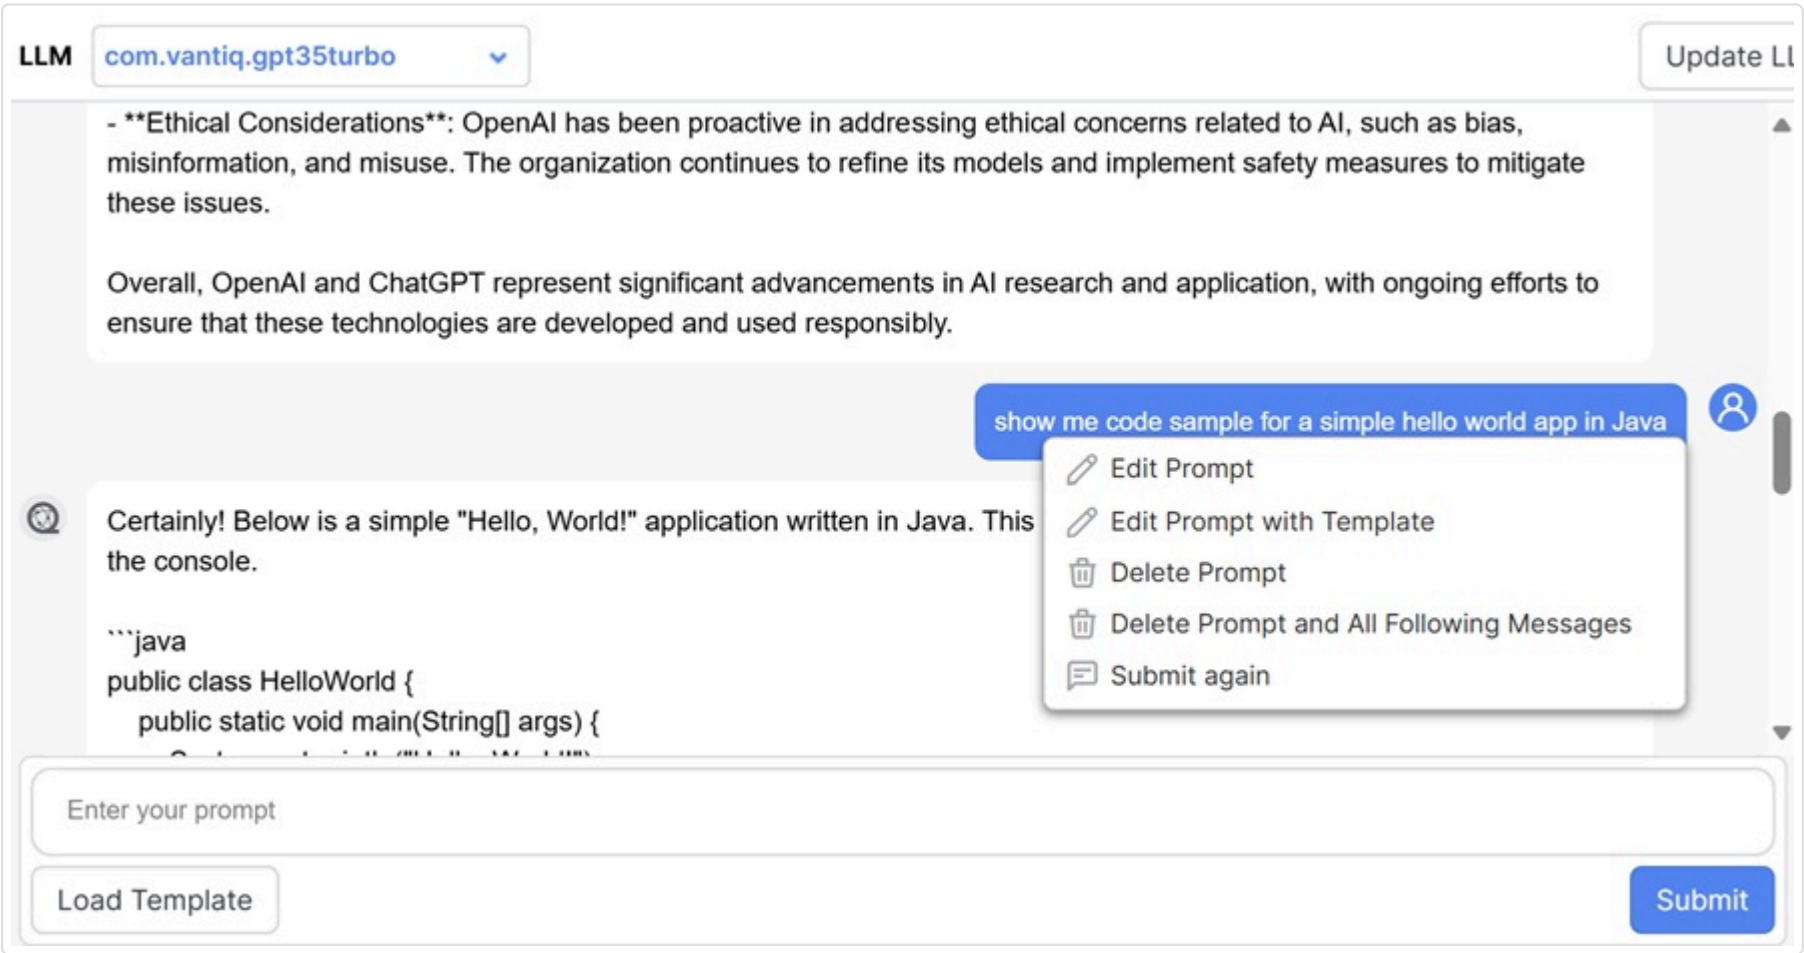 LLM com.vantiq.gpt35turbo Update LL
- **Ethical Considerations**: OpenAI has been proactive in addressing ethical concerns related to AI, such as bias,
misinformation, and misuse. The organization continues to refine its models and implement safety measures to mitigate
these issues.
Overall, OpenAI and ChatGPT represent significant advancements in AI research and application, with ongoing efforts to
ensure that these technologies are developed and used responsibly.
show me code sample for a simple hello world app in Java
Edit Prompt
Edit Prompt with Template
Delete Prompt
Delete Prompt and All Following Messages
Submit again
Certainly! Below is a simple "Hello, World!" application written in Java. This
the console.
```java
public class HelloWorld {
public static void main(String[] args) {
Enter your prompt
Load Template Submit